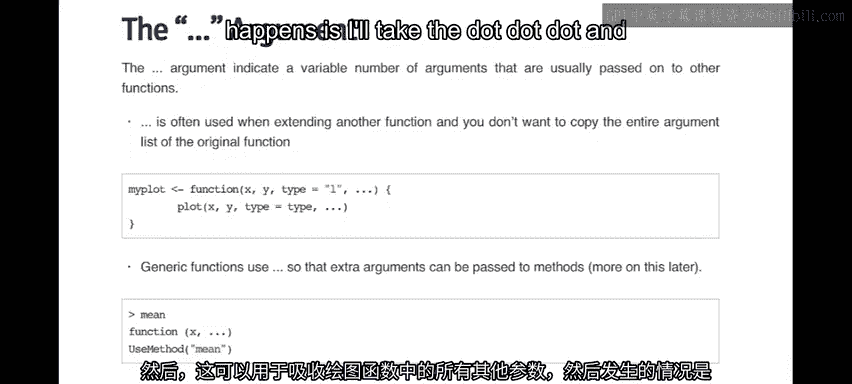 The "..." Argument
happens is I'll take the dot dot dot and
The ... argument indicate a variable number of arguments that are usually passed on to other
functions.
· ... is often used when extending another function and you don't want to copy the entire argument
list of the original function
myplot <- function(x, y, type = "l", ...) {
plot(x, y, type = type, ...)
}
· Generic functions use ... so that extra arguments can be passed to methods (more on this later).
> mean
function (x, ...)
UseMethod("mean")
然后，这可以用于吸收绘图函数中的所有其他参数，然后发生的情况是